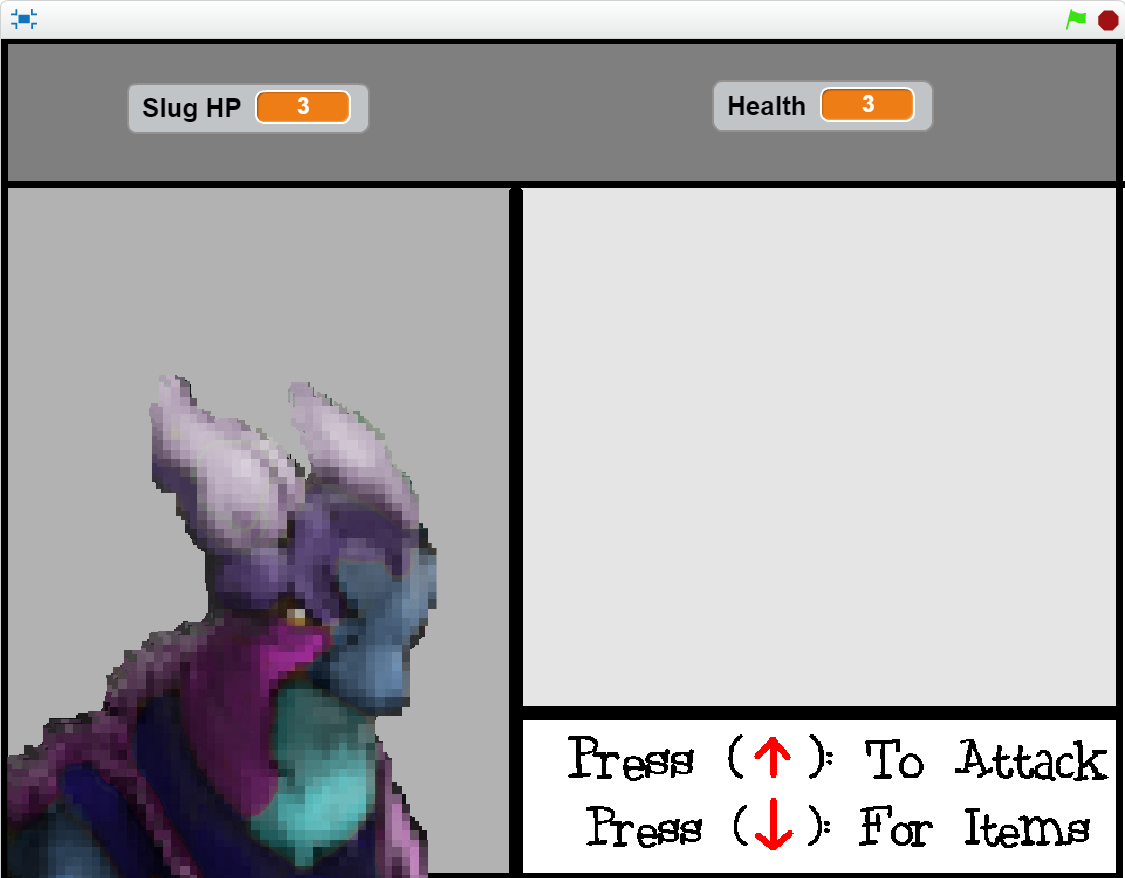 Slug HP 3
Health 3
Press (↑): To Attack
Press (↓): For Items